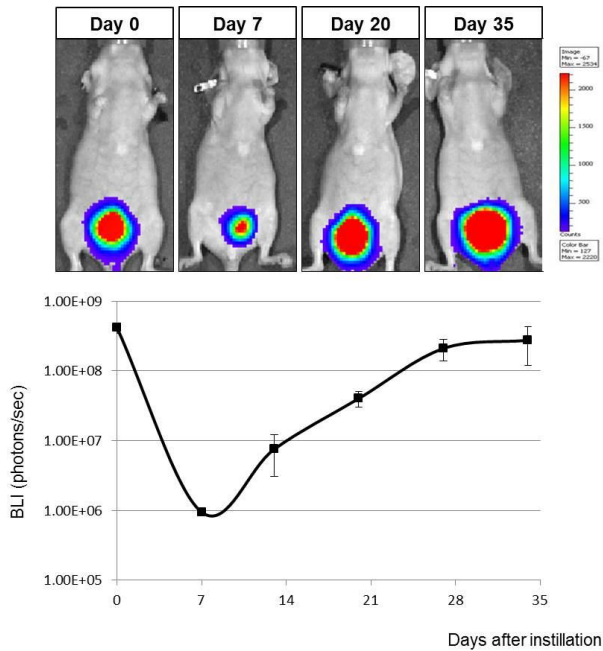 Day 0
Day 7
Day 20
Day 35
Image
Min = -67
Max = 2534
2000
1500
1000
500
Counts
Color Bar
Min = 127
Max = 2220
1.00E+09
1.00E+08
1.00E+07
1.00E+06
1.00E+05
BLI (photons/sec)
0
7
14
21
28
35
Days after instillation